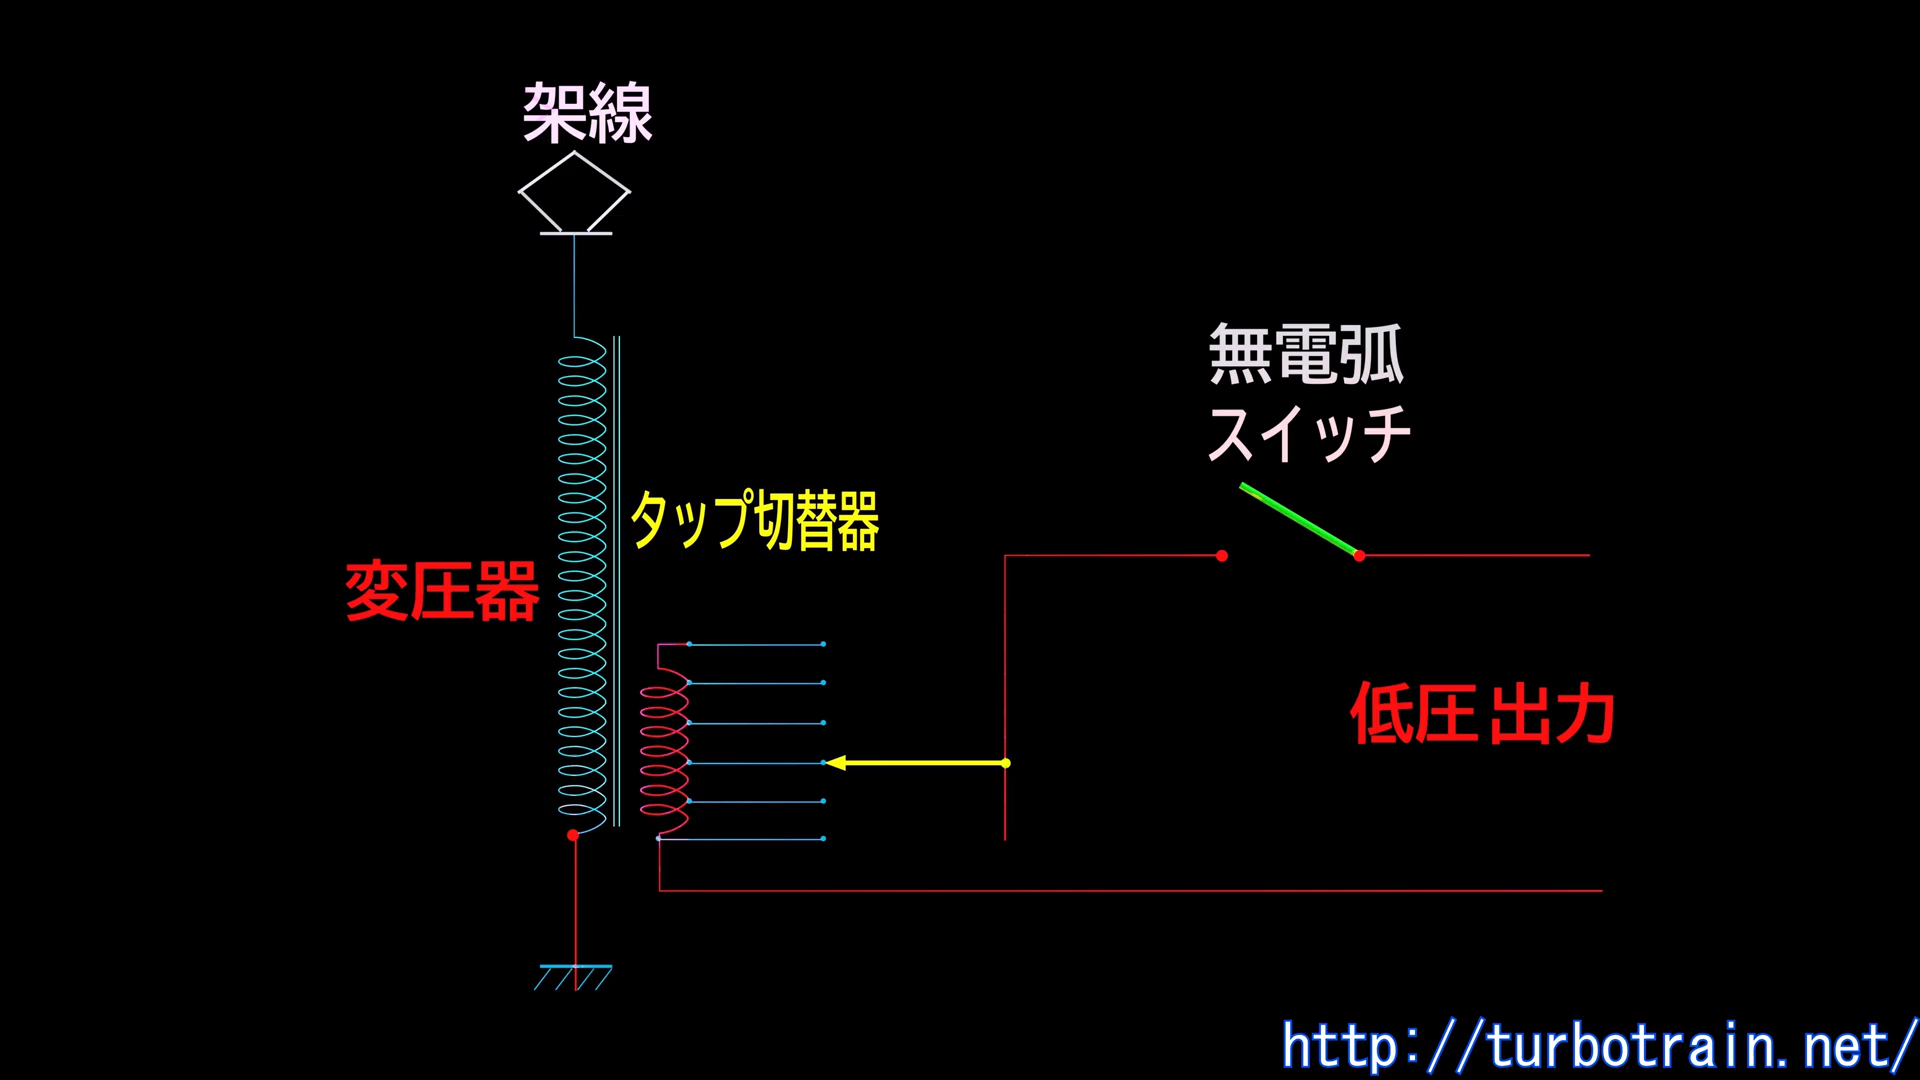 架線
無電弧
スイッチ
タップ切替器
変圧器
低圧出力
http://turbotrain.net/